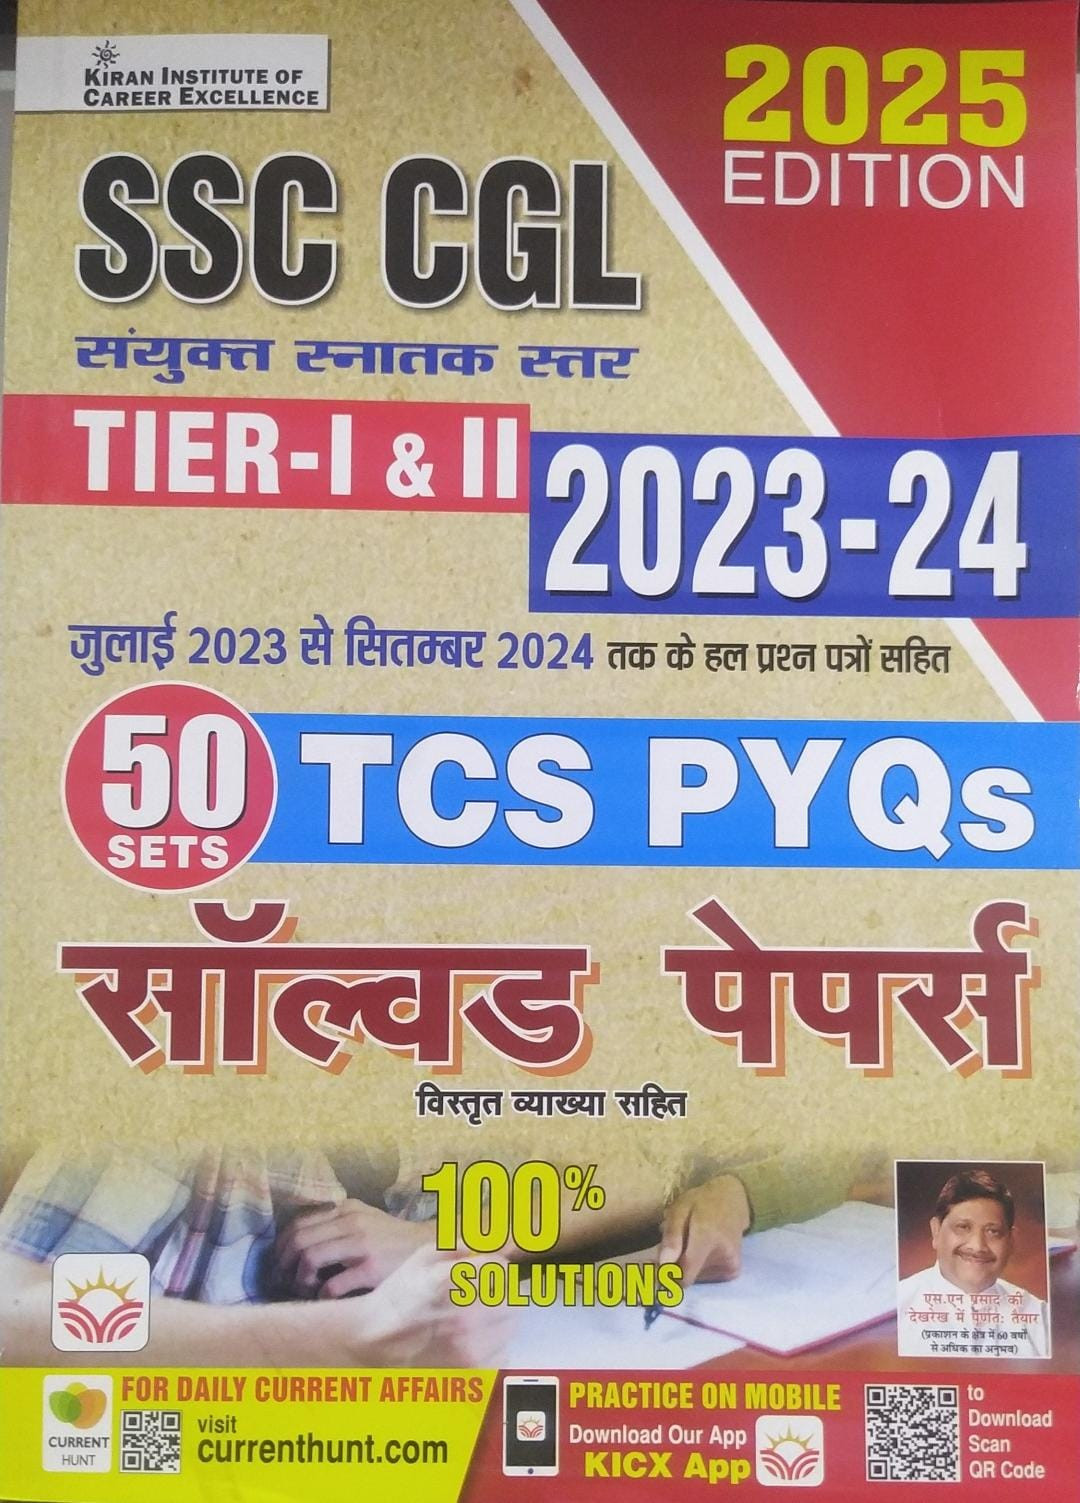 KIRAN INSTITUTE OF
CAREER EXCELLENCE
2025
EDITION
SSC CGL
संयुक्त स्नातक स्तर
TIER-I & II
2023-24
जुलाई 2023 से सितम्बर 2024 तक के हल प्रश्न पत्रों सहित
50
SETS
TCS PYQs
सॉल्वड पेपर्स
विस्तृत व्याख्या सहित
100%
SOLUTIONS
एस.एन प्रसाद की
देखरेख में पूर्णतः तैयार
(प्रकाशन के क्षेत्र में 60 वर्षों
से अधिक का अनुभव)
CURRENT
HUNT
FOR DAILY CURRENT AFFAIRS
visit
currenthunt.com
PRACTICE ON MOBILE
Download Our App
KICX App
to
Download
Scan
QR Code